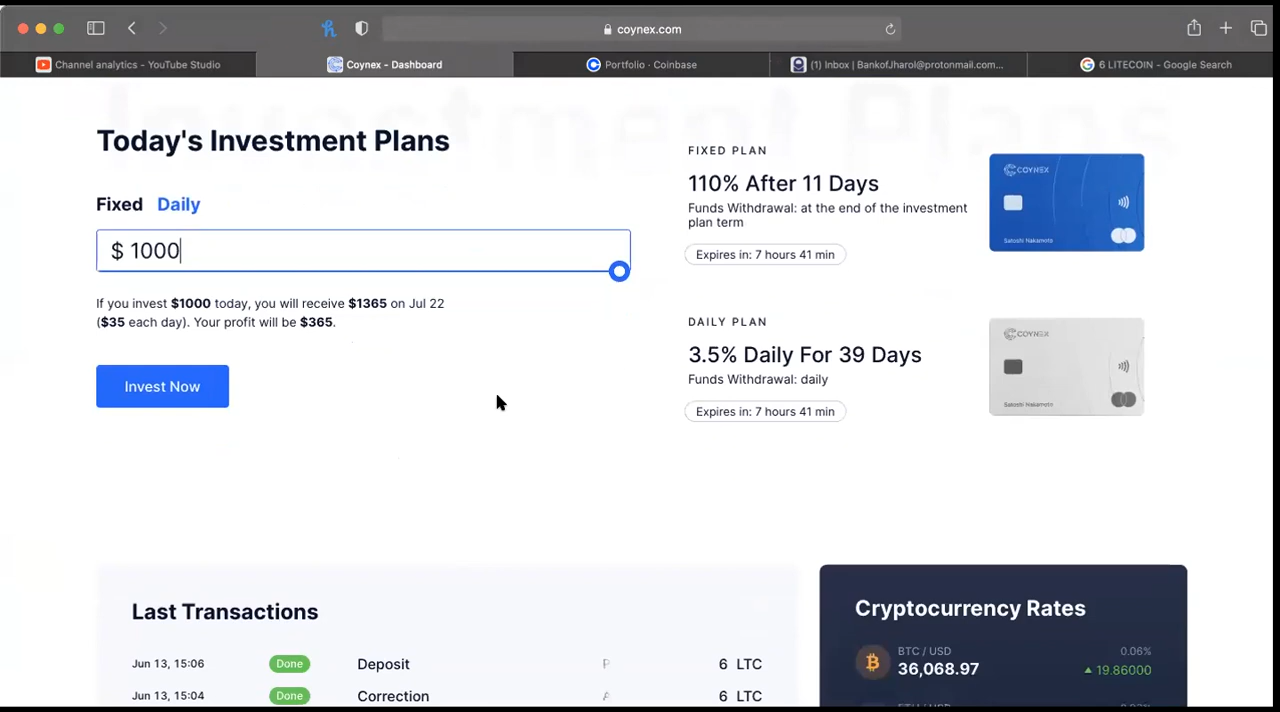 coynex.com
Channel analytics - YouTube Studio
Coynex - Dashboard
Portfolio · Coinbase
(1) Inbox | BankofJharol@protonmail.com...
6 LITECOIN - Google Search
Investment Plans
Today's Investment Plans
Fixed Daily
$ 1000
If you invest $1000 today, you will receive $1365 on Jul 22
($35 each day). Your profit will be $365.
Invest Now
FIXED PLAN
110% After 11 Days
Funds Withdrawal: at the end of the investment
plan term
Expires in: 7 hours 41 min
COYNEX
Satoshi Nakamoto
DAILY PLAN
3.5% Daily For 39 Days
Funds Withdrawal: daily
Expires in: 7 hours 41 min
COYNEX
Satoshi Nakamoto
Last Transactions
Jun 13, 15:06 Done Deposit P 6 LTC
Jun 13, 15:04 Done Correction A 6 LTC
Cryptocurrency Rates
BTC / USD 0.06%
36,068.97 19.86000